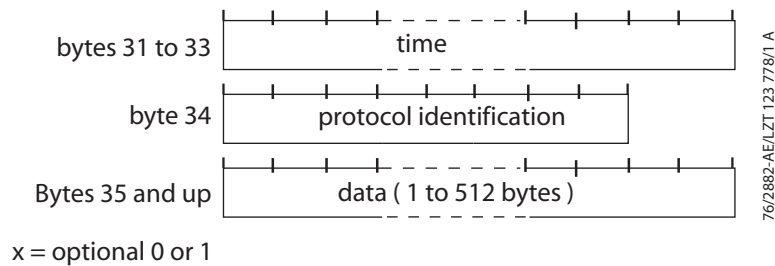 bytes 31 to 33 time
byte 34 protocol identification
Bytes 35 and up data ( 1 to 512 bytes )
x = optional 0 or 1
76/2882-AE/LZT 123 778/1 A